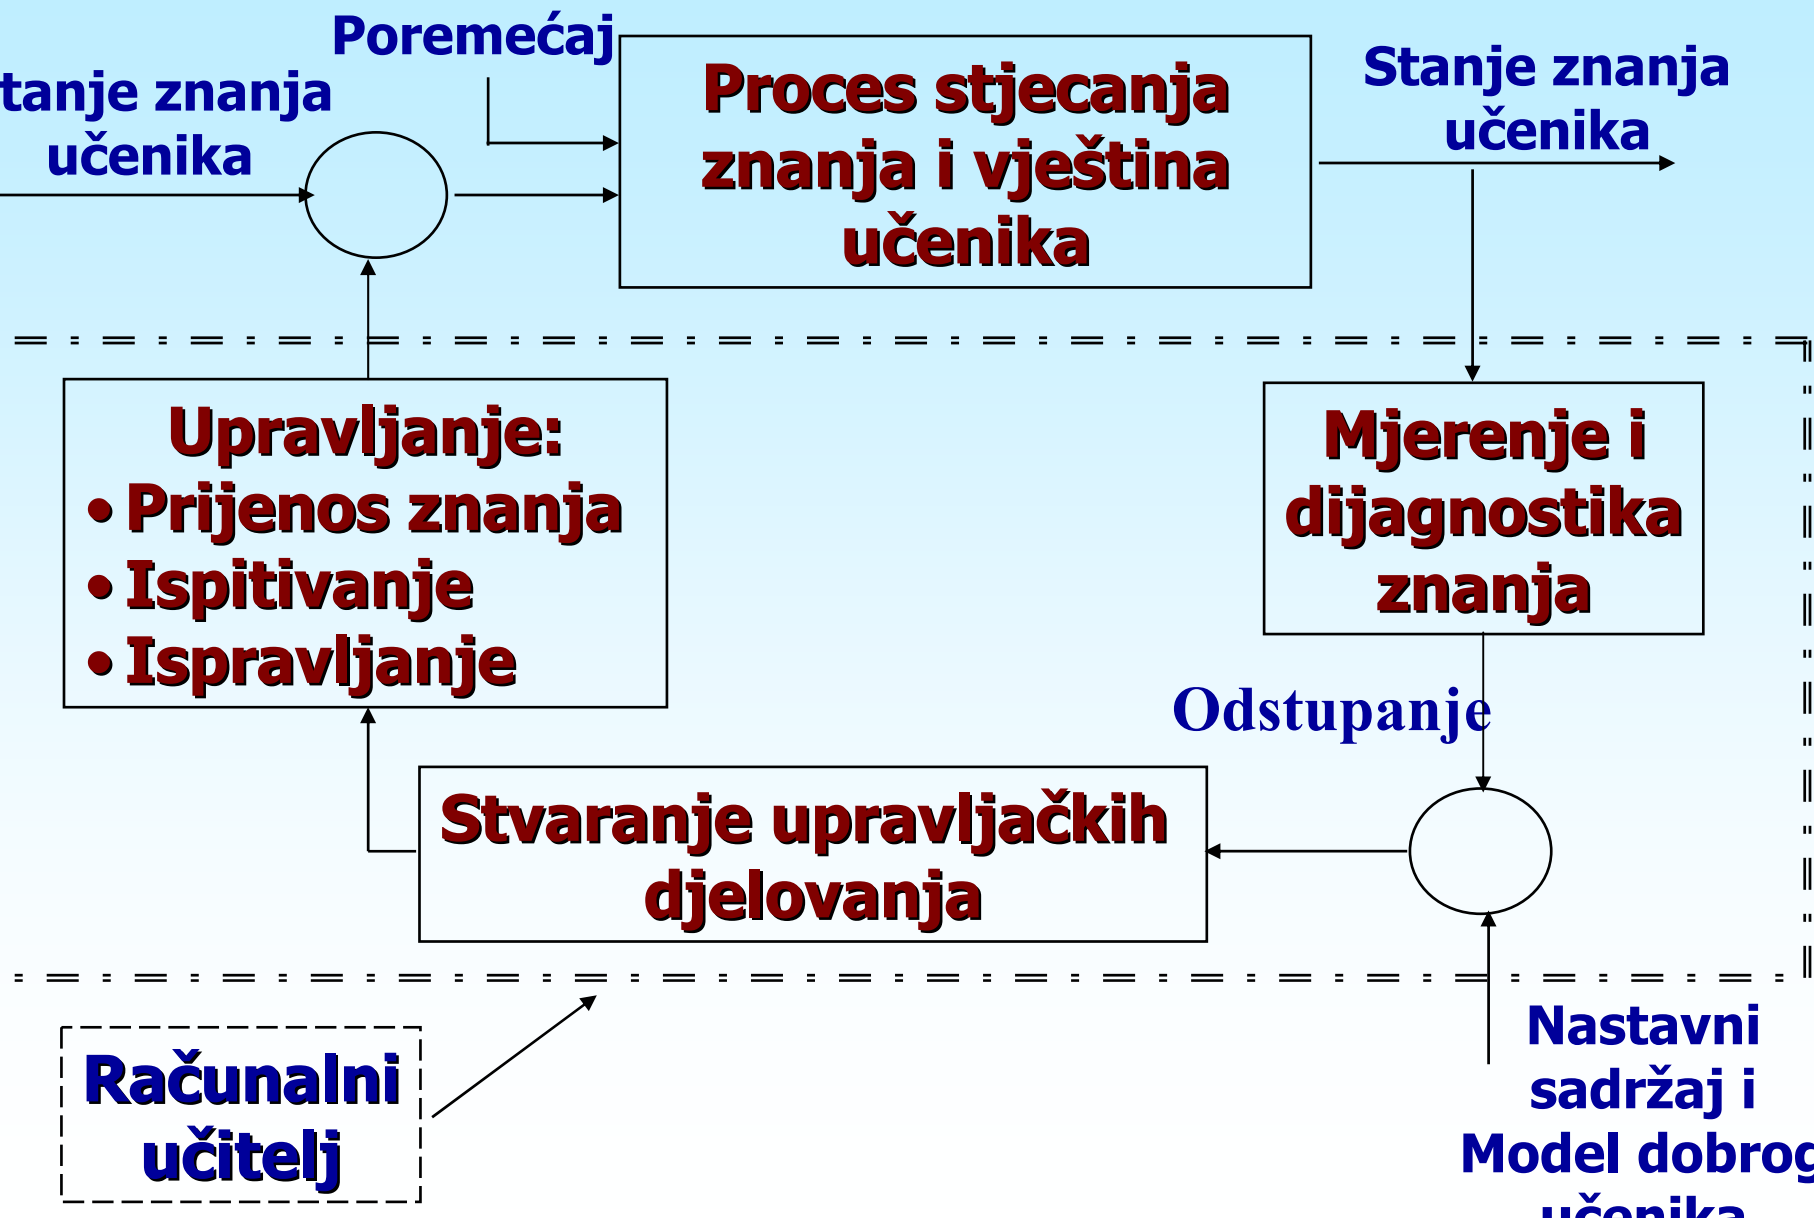 Poremećaj
tanje znanja
učenika
Proces stjecanja
znanja i vještina
učenika
Stanje znanja
učenika
Upravljanje:
• Prijenos znanja
• Ispitivanje
• Ispravljanje
Mjerenje i
dijagnostika
znanja
Odstupanje
Stvaranje upravljačkih
djelovanja
Računalni
učitelj
Nastavni
sadržaj i
Model dobrog
učenika